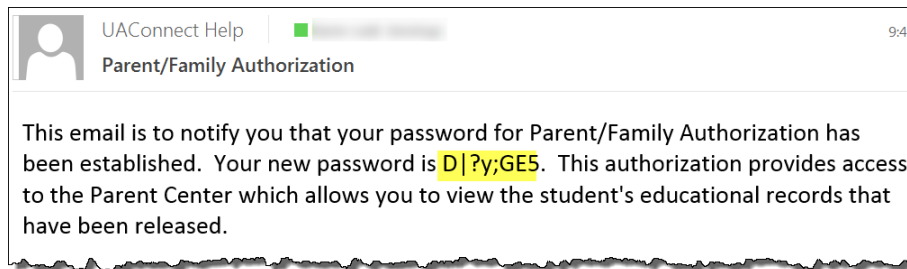 UAConnect Help
9:4
Parent/Family Authorization
This email is to notify you that your password for Parent/Family Authorization has
been established.  Your new password is D|?y;GE5.  This authorization provides access
to the Parent Center which allows you to view the student's educational records that
have been released.